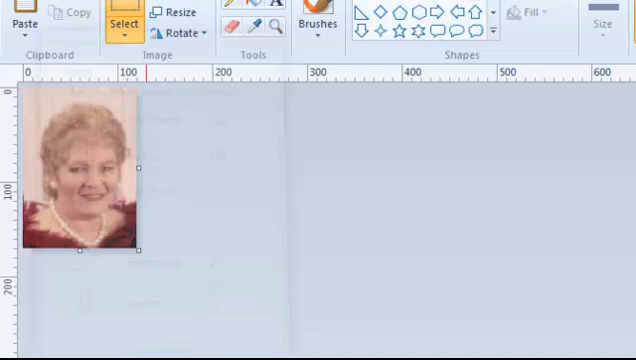 Copy
Paste
Select
Resize
Rotate
Brushes
Fill
Size
Clipboard
Image
Tools
Shapes
0 100 200 300 400 500 600
0
100
200